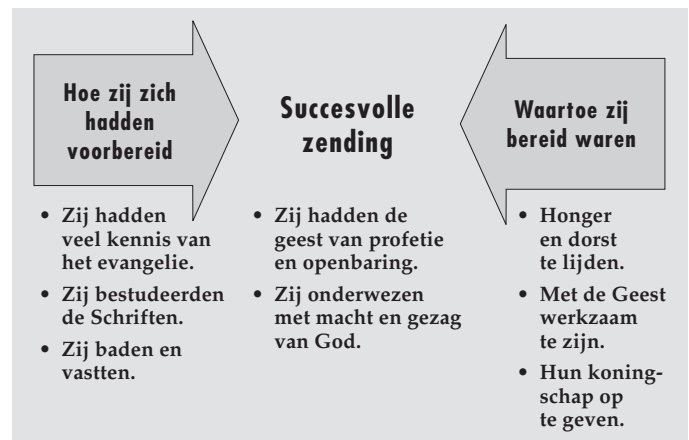 Hoe zij zich
hadden
voorbereid
Succesvolle
zending
Waartoe zij
bereid waren
• Zij hadden
veel kennis van
het evangelie.
• Zij bestudeerden
de Schriften.
• Zij baden en
vastten.
• Zij hadden de
geest van profetie
en openbaring.
• Zij onderwezen
met macht en gezag
van God.
• Honger
en dorst
te lijden.
• Met de Geest
werkzaam
te zijn.
• Hun koning-
schap op
te geven.